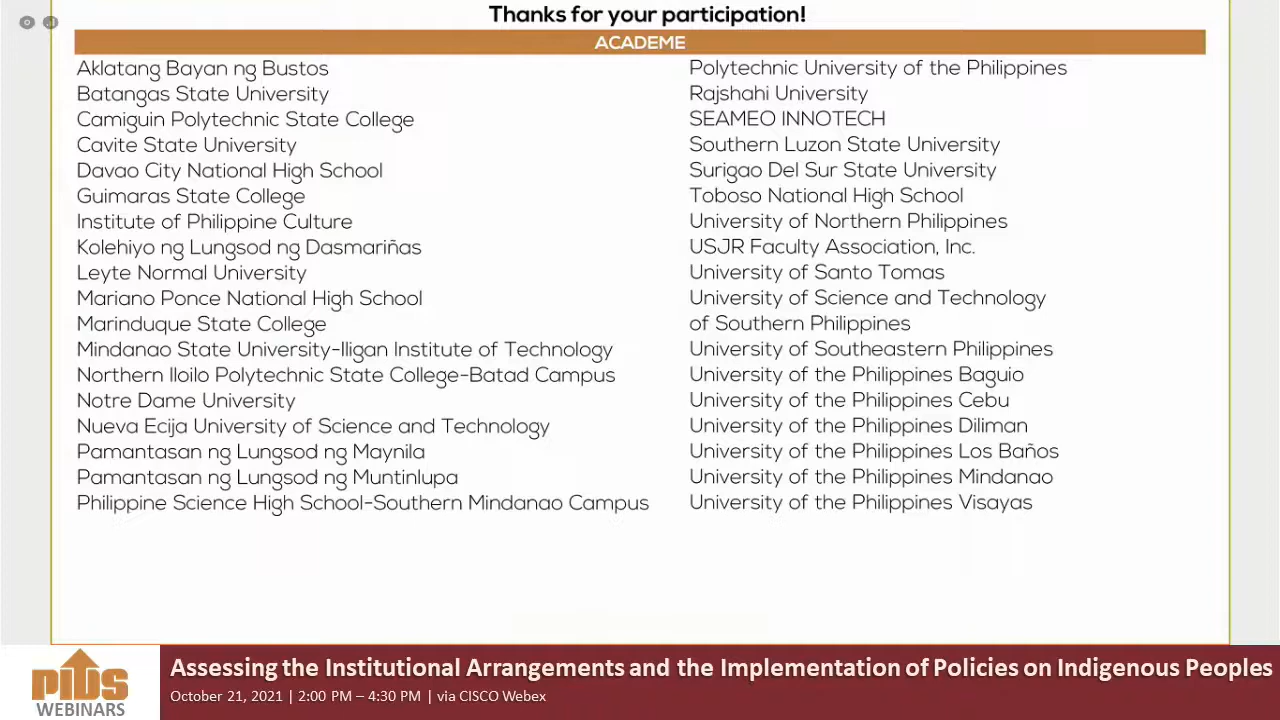 Thanks for your participation!
ACADEME
Aklatang Bayan ng Bustos
Batangas State University
Camiguin Polytechnic State College
Cavite State University
Davao City National High School
Guimaras State College
Institute of Philippine Culture
Kolehiyo ng Lungsod ng Dasmariñas
Leyte Normal University
Mariano Ponce National High School
Marinduque State College
Mindanao State University-Iligan Institute of Technology
Northern Iloilo Polytechnic State College-Batad Campus
Notre Dame University
Nueva Ecija University of Science and Technology
Pamantasan ng Lungsod ng Maynila
Pamantasan ng Lungsod ng Muntinlupa
Philippine Science High School-Southern Mindanao Campus
Polytechnic University of the Philippines
Rajshahi University
SEAMEO INNOTECH
Southern Luzon State University
Surigao Del Sur State University
Toboso National High School
University of Northern Philippines
USJR Faculty Association, Inc.
University of Santo Tomas
University of Science and Technology
of Southern Philippines
University of Southeastern Philippines
University of the Philippines Baguio
University of the Philippines Cebu
University of the Philippines Diliman
University of the Philippines Los Baños
University of the Philippines Mindanao
University of the Philippines Visayas
pids
WEBINARS
Assessing the Institutional Arrangements and the Implementation of Policies on Indigenous Peoples
October 21, 2021 | 2:00 PM – 4:30 PM | via CISCO Webex